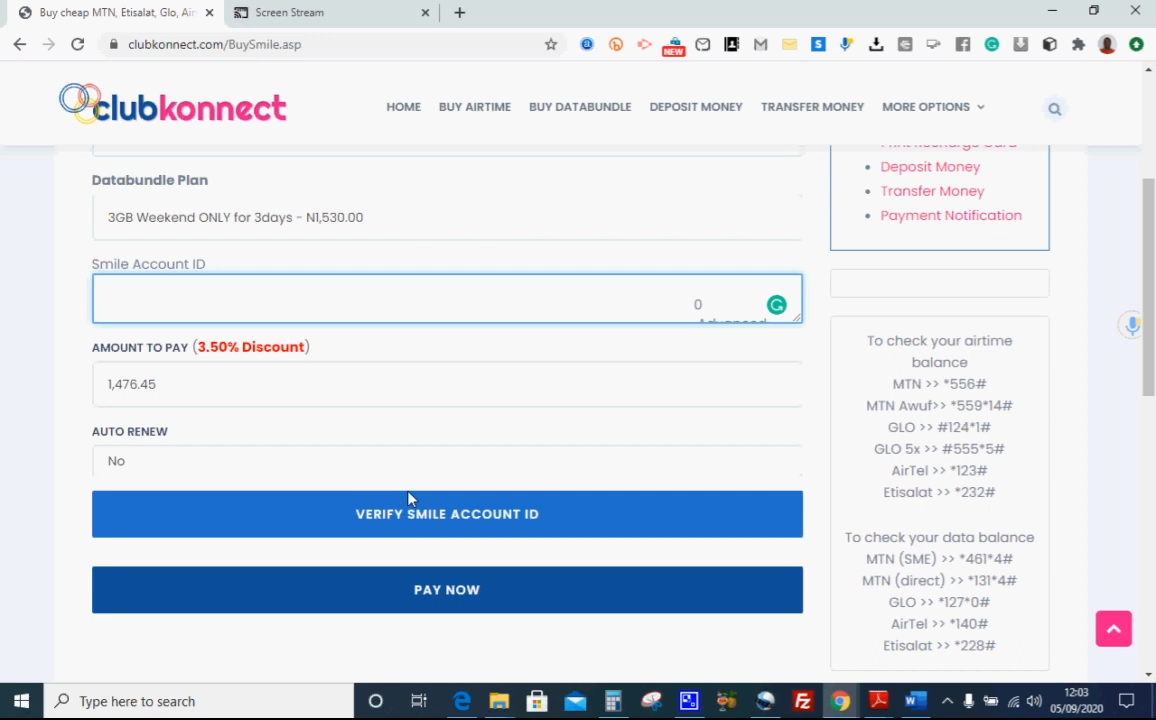 Buy cheap MTN, Etisalat, Glo, Air
Screen Stream
clubkonnect.com/BuySmile.asp
NEW
clubkonnect
HOME
BUY AIRTIME
BUY DATABUNDLE
DEPOSIT MONEY
TRANSFER MONEY
MORE OPTIONS
Databundle Plan
3GB Weekend ONLY for 3days - N1,530.00
Smile Account ID
0
AMOUNT TO PAY (3.50% Discount)
1,476.45
AUTO RENEW
No
VERIFY SMILE ACCOUNT ID
PAY NOW
Print Recharge Card
Deposit Money
Transfer Money
Payment Notification
To check your airtime
balance
MTN >> *556#
MTN Awuf>> *559*14#
GLO >> #124*1#
GLO 5x >> #555*5#
AirTel >> *123#
Etisalat >> *232#
To check your data balance
MTN (SME) >> *461*4#
MTN (direct) >> *131*4#
GLO >> *127*0#
AirTel >> *140#
Etisalat >> *228#
Type here to search
12:03
05/09/2020